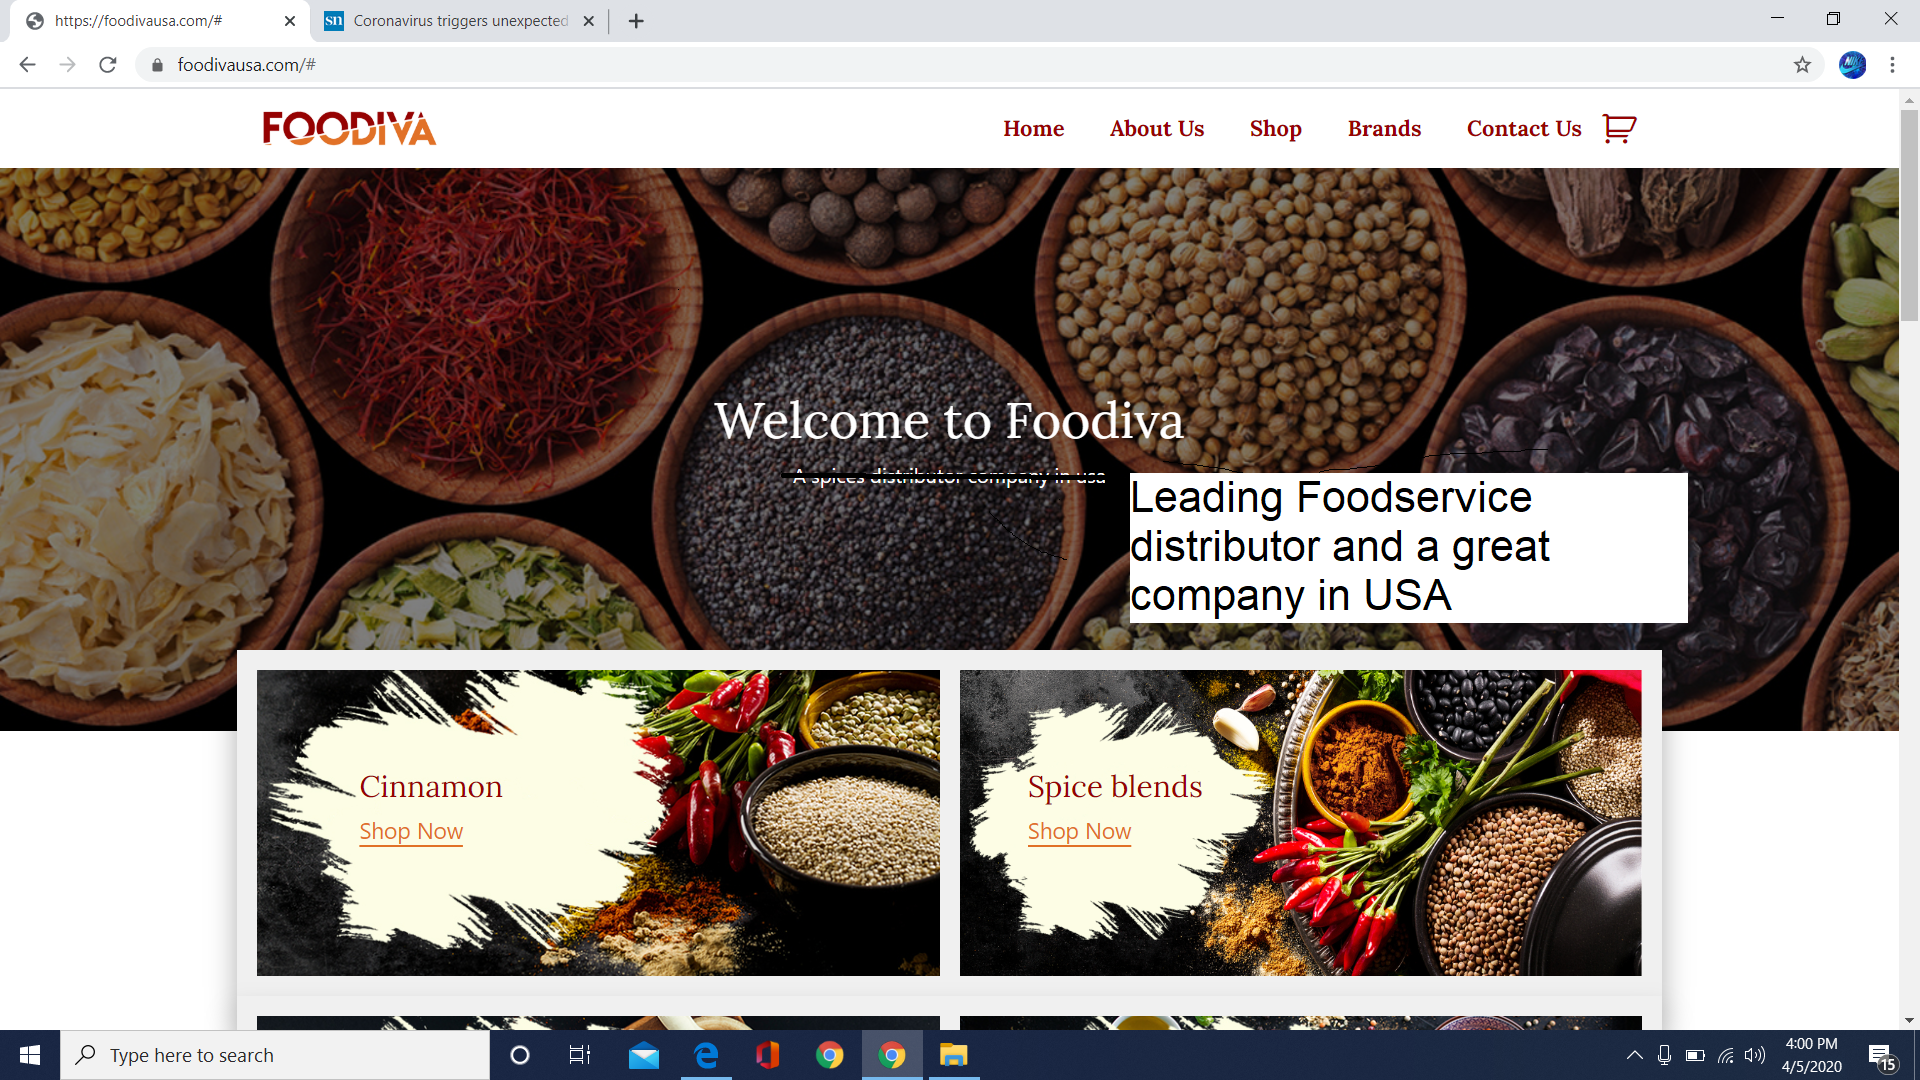 https://foodivausa.com/#
Coronavirus triggers unexpected
foodivausa.com/#
FOODIVA
Home
About Us
Shop
Brands
Contact Us
Welcome to Foodiva
A spices distributor company in usa
Leading Foodservice
distributor and a great
company in USA
Cinnamon
Shop Now
Spice blends
Shop Now
Type here to search
4:00 PM
4/5/2020
15
sn